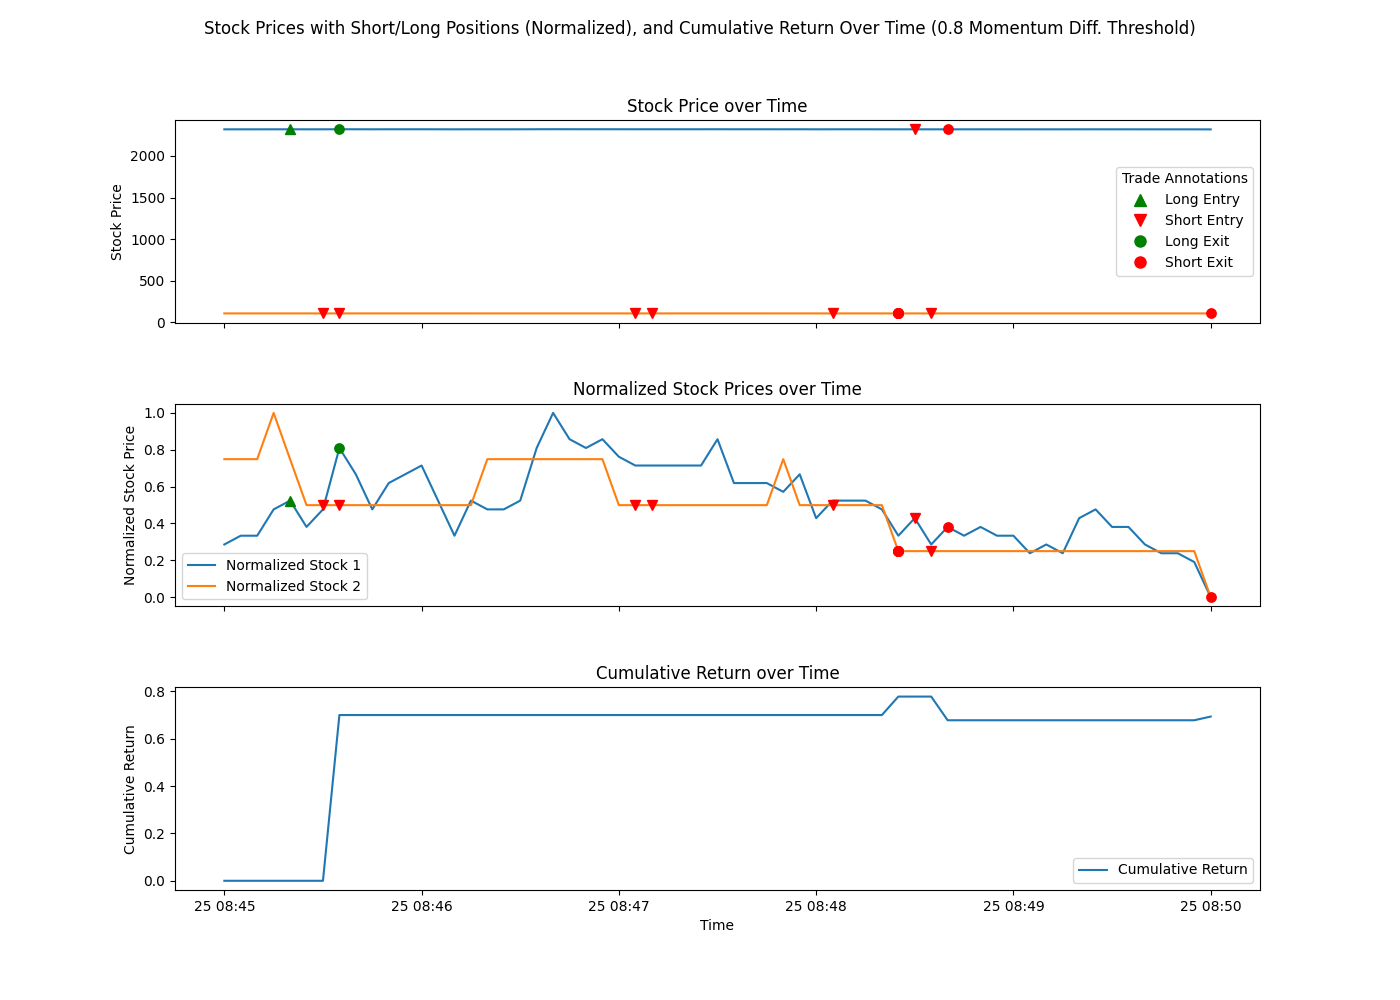 Stock Prices with Short/Long Positions (Normalized), and Cumulative Return Over Time (0.8 Momentum Diff. Threshold)
Stock Price over Time
Stock Price
2000
1500
1000
500
0
Trade Annotations
Long Entry
Short Entry
Long Exit
Short Exit
Normalized Stock Prices over Time
Normalized Stock Price
1.0
0.8
0.6
0.4
0.2
0.0
Normalized Stock 1
Normalized Stock 2
Cumulative Return over Time
Cumulative Return
0.8
0.6
0.4
0.2
0.0
Cumulative Return
25 08:45
25 08:46
25 08:47
25 08:48
25 08:49
25 08:50
Time